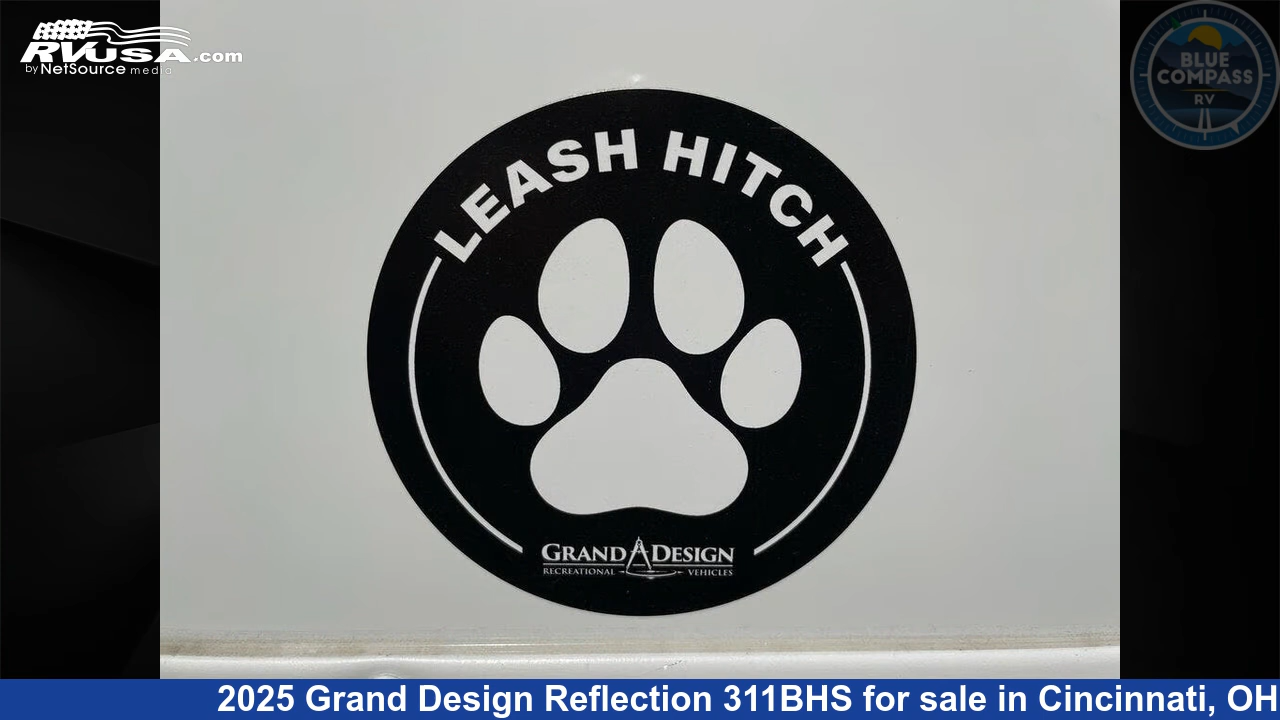 RVUSA.com
by NetSource media
BLUE
COMPASS
RV
LEASH HITCH
GRAND DESIGN
RECREATIONAL VEHICLES
2025 Grand Design Reflection 311BHS for sale in Cincinnati, OH